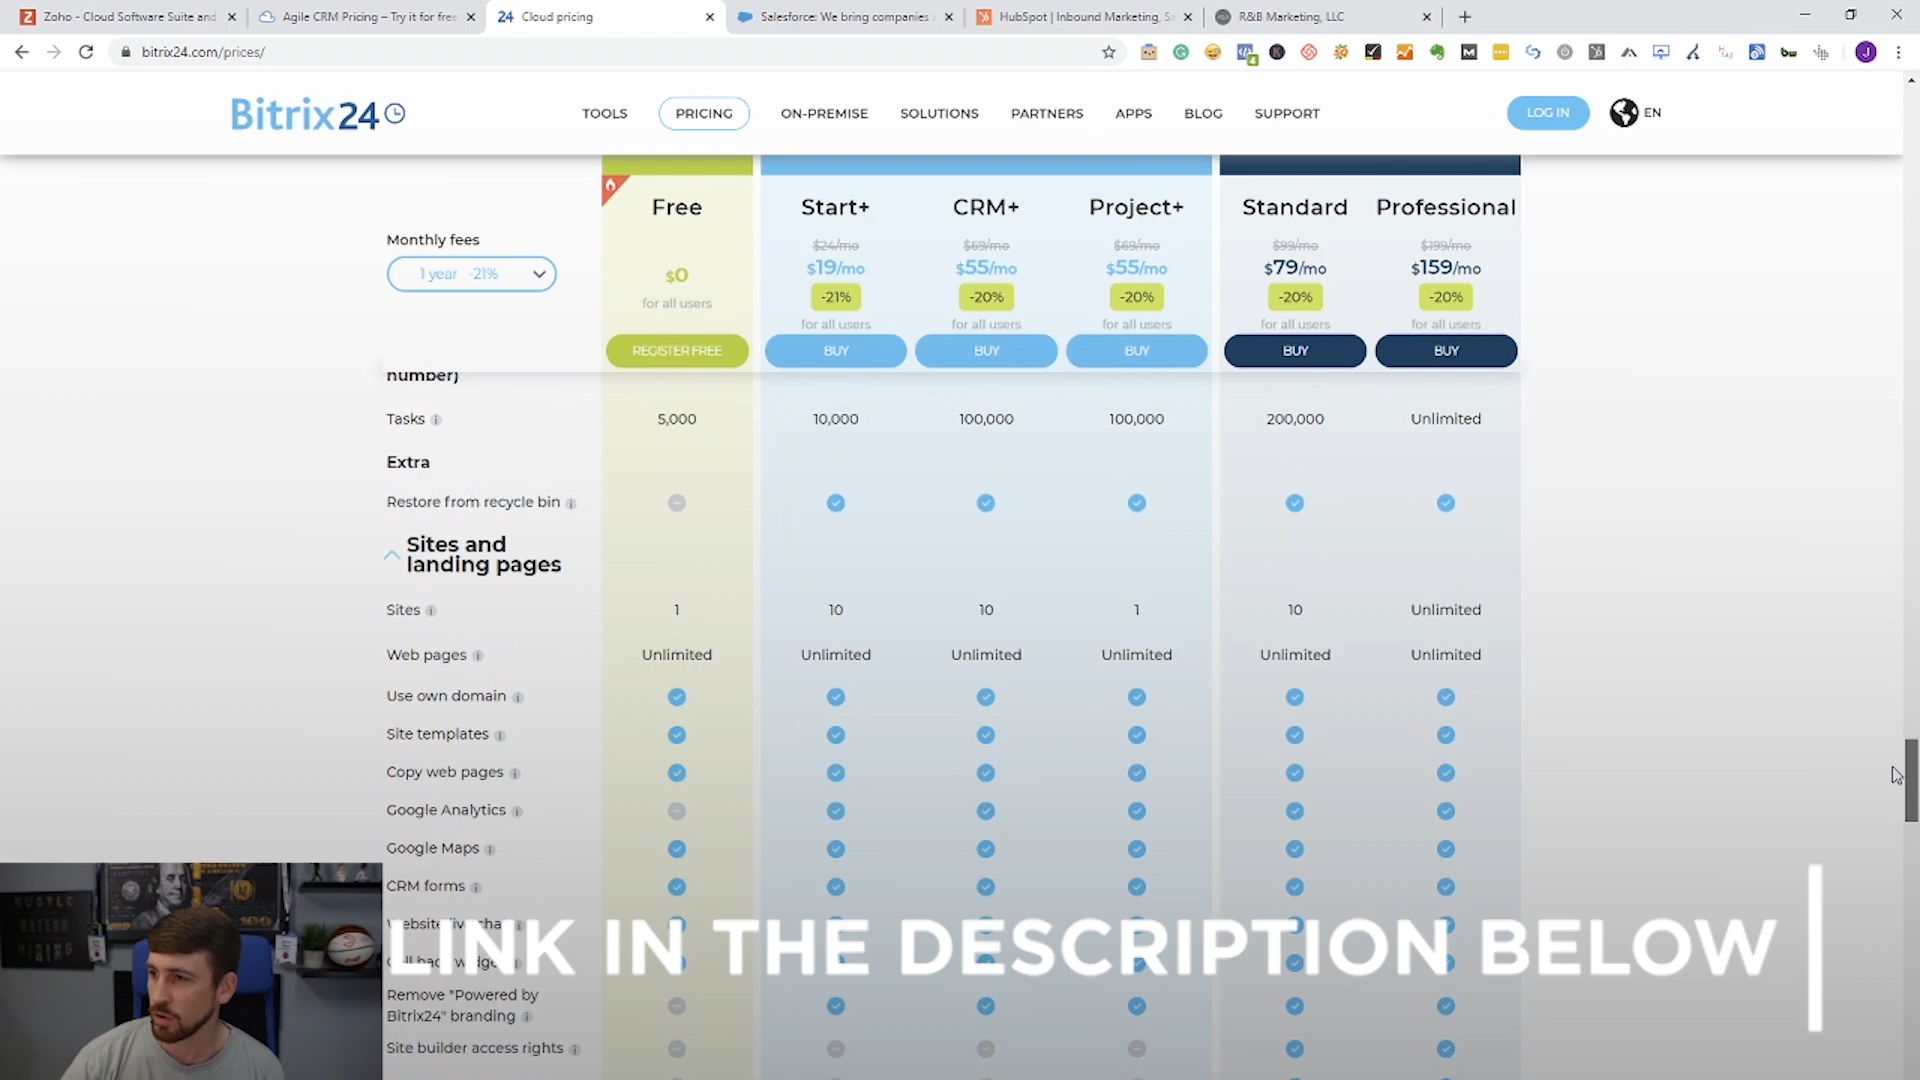 Zoho - Cloud Software Suite and
Agile CRM Pricing – Try it for free
24 Cloud pricing
Salesforce: We bring companies
HubSpot | Inbound Marketing, S
R&B Marketing, LLC
bitrix24.com/prices/
Bitrix24
TOOLS
PRICING
ON-PREMISE
SOLUTIONS
PARTNERS
APPS
BLOG
SUPPORT
LOG IN
EN
Free Start+ CRM+ Project+ Standard Professional
Monthly fees
$24/mo $69/mo $69/mo $99/mo $199/mo
1 year -21%
$0 $19/mo $55/mo $55/mo $79/mo $159/mo
-21% -20% -20% -20% -20%
for all users for all users for all users for all users for all users for all users
REGISTER FREE BUY BUY BUY BUY BUY
number)
Tasks 5,000 10,000 100,000 100,000 200,000 Unlimited
Extra
Restore from recycle bin
Sites and
landing pages
Sites 1 10 10 1 10 Unlimited
Web pages Unlimited Unlimited Unlimited Unlimited Unlimited Unlimited
Use own domain
Site templates
Copy web pages
Google Analytics
Google Maps
CRM forms
Website live chat
LINK IN THE DESCRIPTION BELOW
Remove "Powered by
Bitrix24" branding
Site builder access rights
HUSTLE
HATERS
100